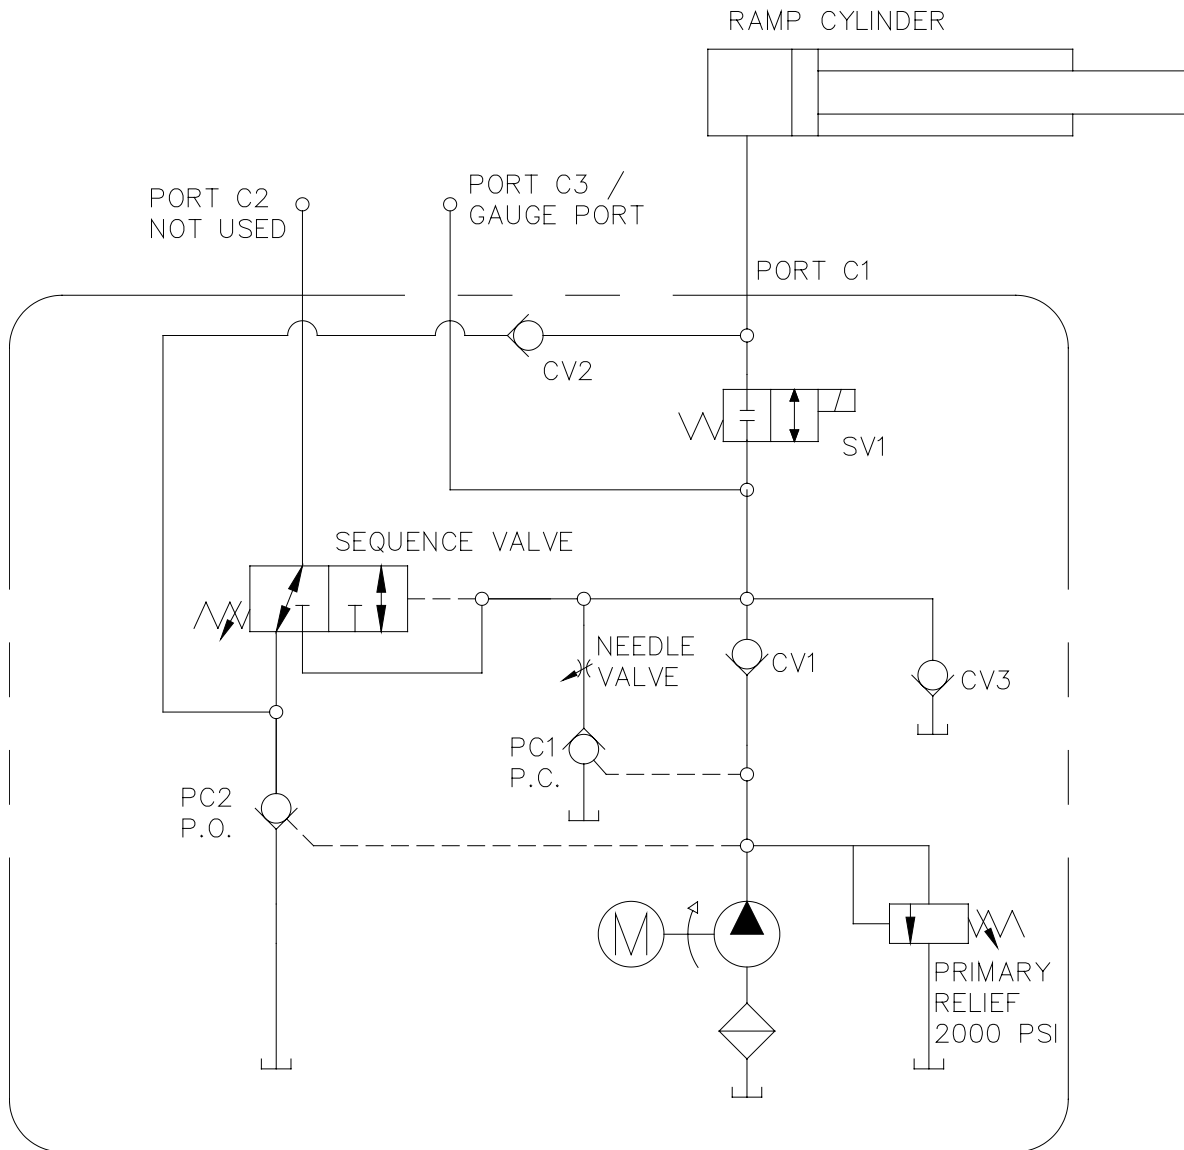 RAMP CYLINDER
PORT C2
NOT USED
PORT C3 /
GAUGE PORT
PORT C1
CV2
SV1
SEQUENCE VALVE
NEEDLE
VALVE
CV1
CV3
PC1
P.C.
PC2
P.O.
M
PRIMARY
RELIEF
2000 PSI